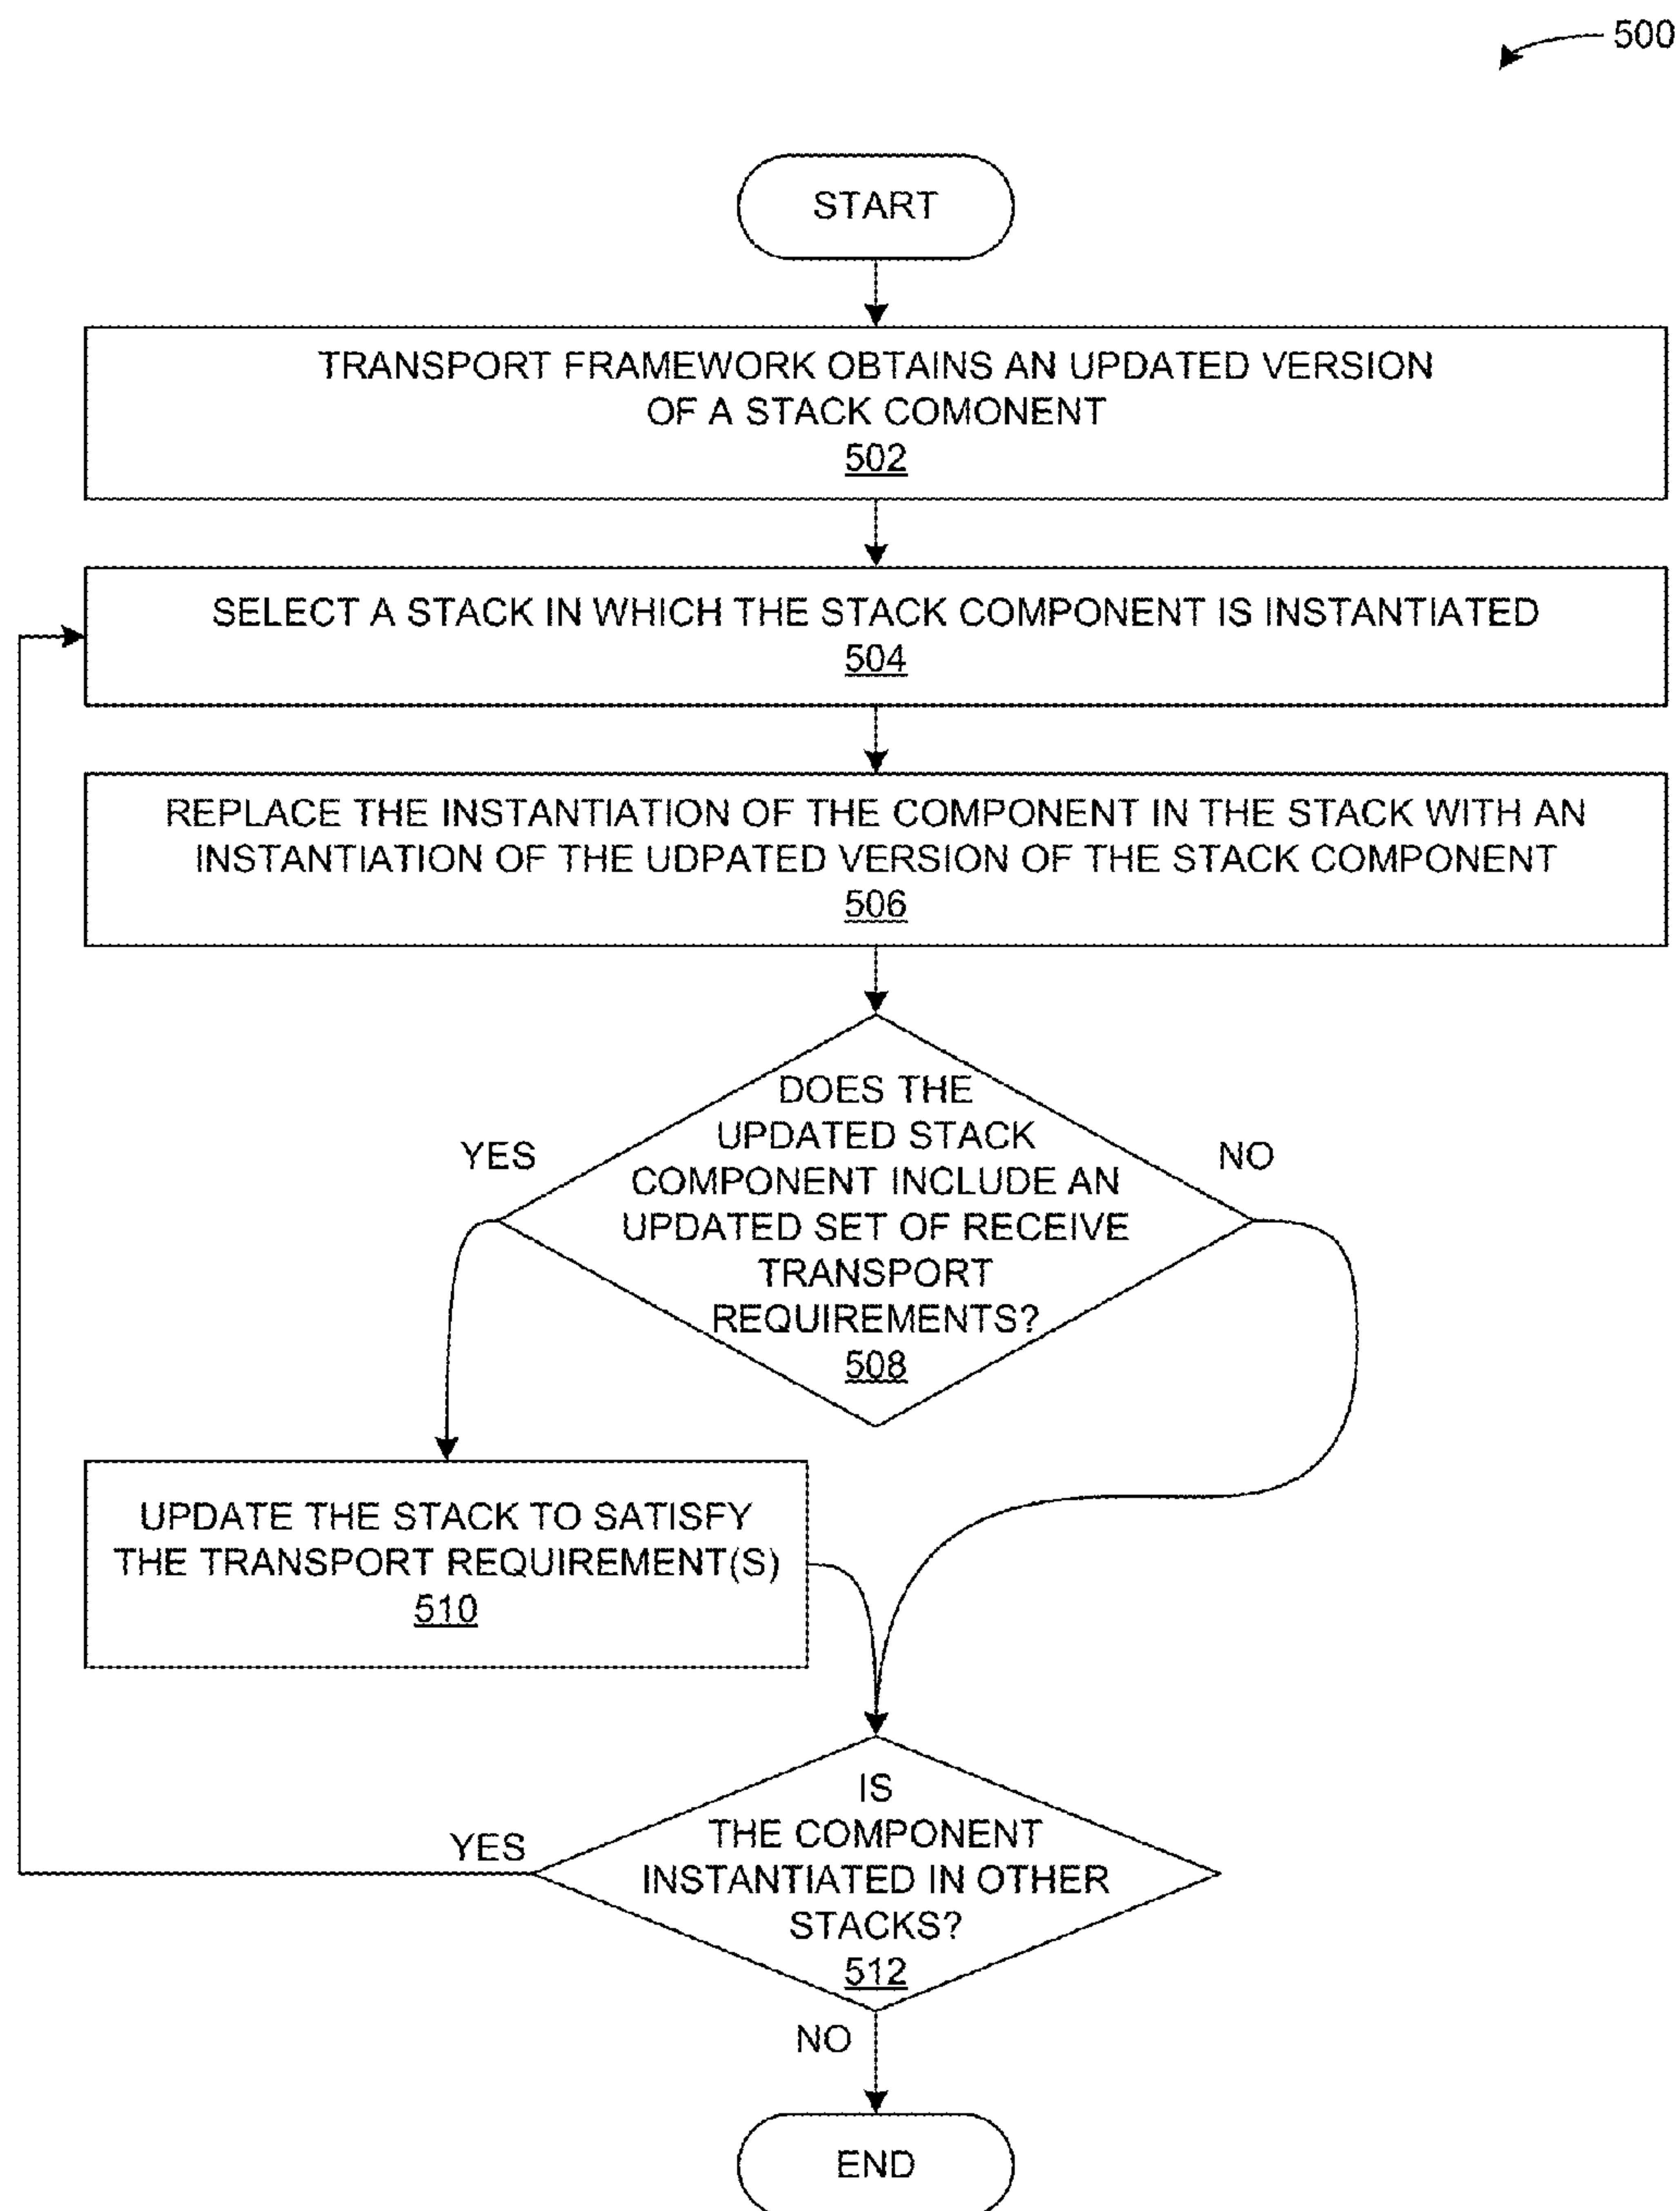 500
START
TRANSPORT FRAMEWORK OBTAINS AN UPDATED VERSION
OF A STACK COMONENT
502
SELECT A STACK IN WHICH THE STACK COMPONENT IS INSTANTIATED
504
REPLACE THE INSTANTIATION OF THE COMPONENT IN THE STACK WITH AN
INSTANTIATION OF THE UDPATED VERSION OF THE STACK COMPONENT
506
DOES THE
UPDATED STACK
COMPONENT INCLUDE AN
UPDATED SET OF RECEIVE
TRANSPORT
REQUIREMENTS?
508
YES
NO
UPDATE THE STACK TO SATISFY
THE TRANSPORT REQUIREMENT(S)
510
IS
THE COMPONENT
INSTANTIATED IN OTHER
STACKS?
512
YES
NO
END